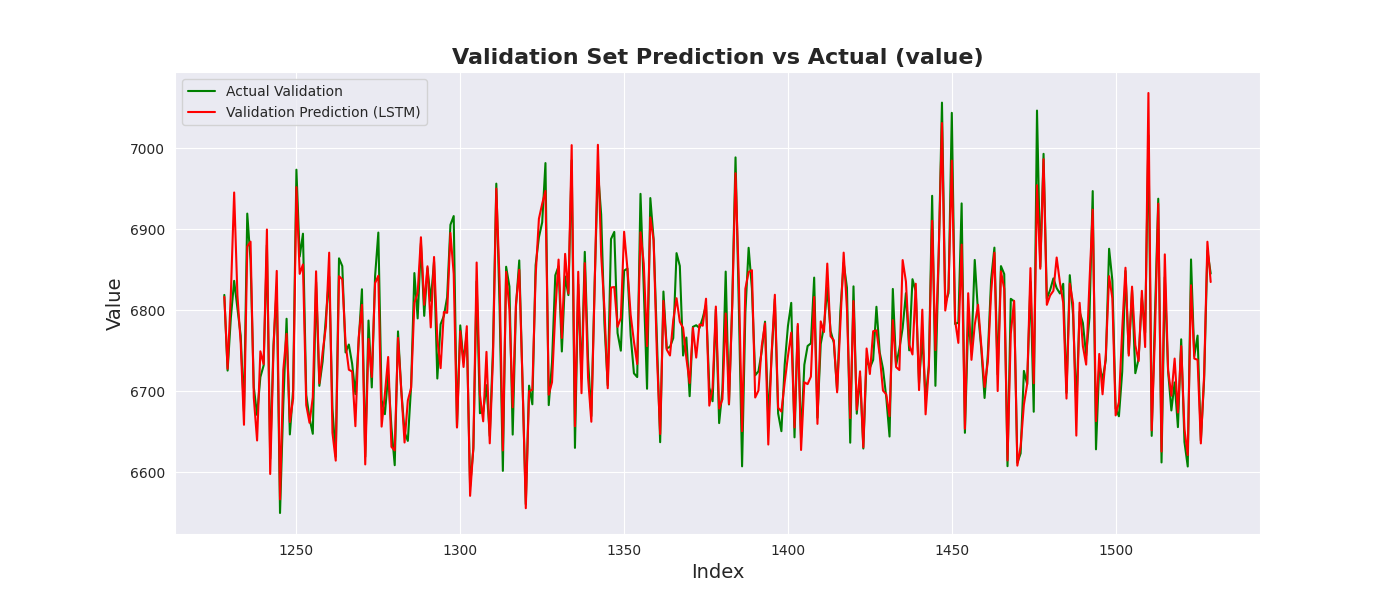 Validation Set Prediction vs Actual (value)
Actual Validation
Validation Prediction (LSTM)
Value
7000
6900
6800
6700
6600
1250 1300 1350 1400 1450 1500
Index